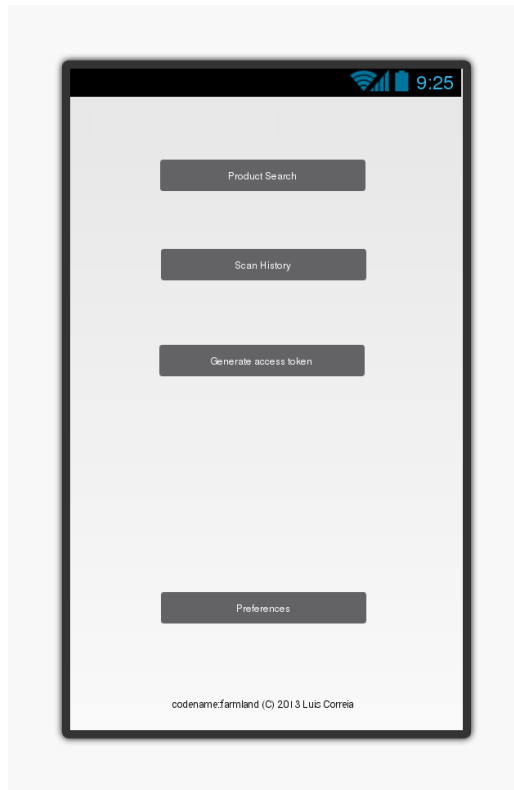 9:25
Product Search
Scan History
Generate access token
Preferences
codename:farmland (C) 2013 Luis Correia